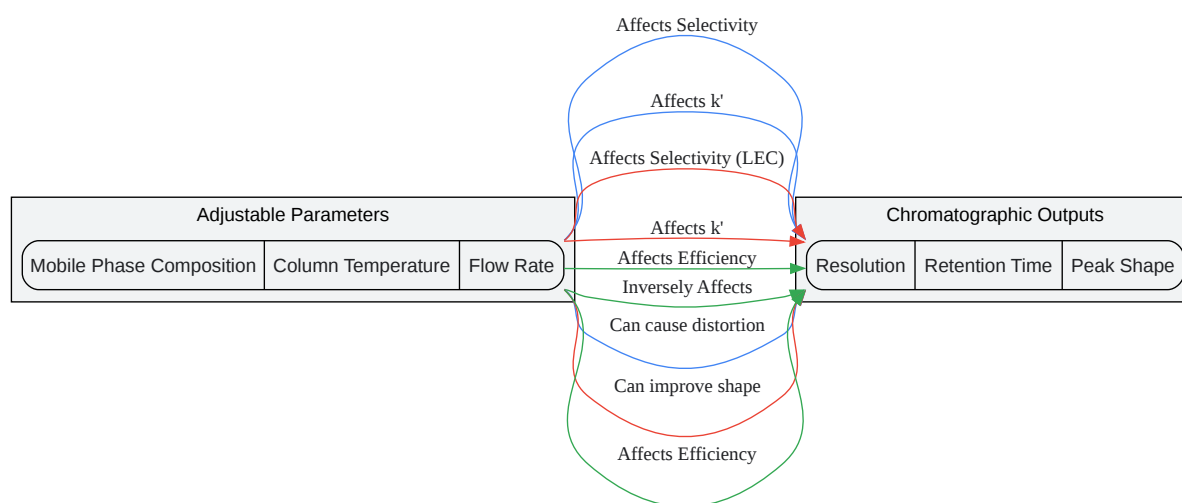 Affects Selectivity
Affects k'
Affects Selectivity (LEC)
Adjustable Parameters
Chromatographic Outputs
Affects k'
Mobile Phase Composition
Column Temperature
Flow Rate
Affects Efficiency
Resolution
Retention Time
Peak Shape
Inversely Affects
Can cause distortion
Can improve shape
Affects Efficiency